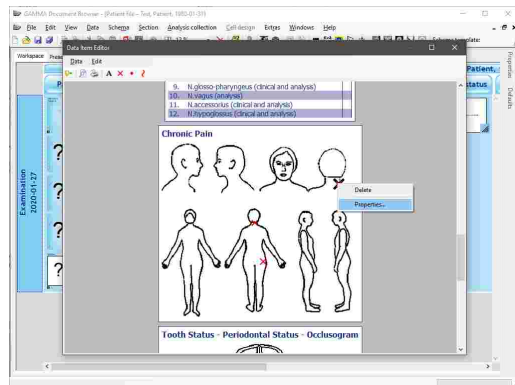 GAMMA Document Browser - [Patient File - Test, Patient, 1980-01-31]
File Edit View Data Schema Section Analysis collection Cell design Extras Windows Help
template:
Data Item Editor
Data Edit
Workspace
Properties
Defaults
Patient,
status
9. N.glosso-pharyngeus (clinical and analysis)
10. N.vagus (analysis)
11. N.accessorius (clinical and analysis)
12. N.hypoglossus (clinical and analysis)
Chronic Pain
Delete
Properties...
Examination
2020-01-27
?
?
?
?
Tooth Status - Periodontal Status - Occlusogram